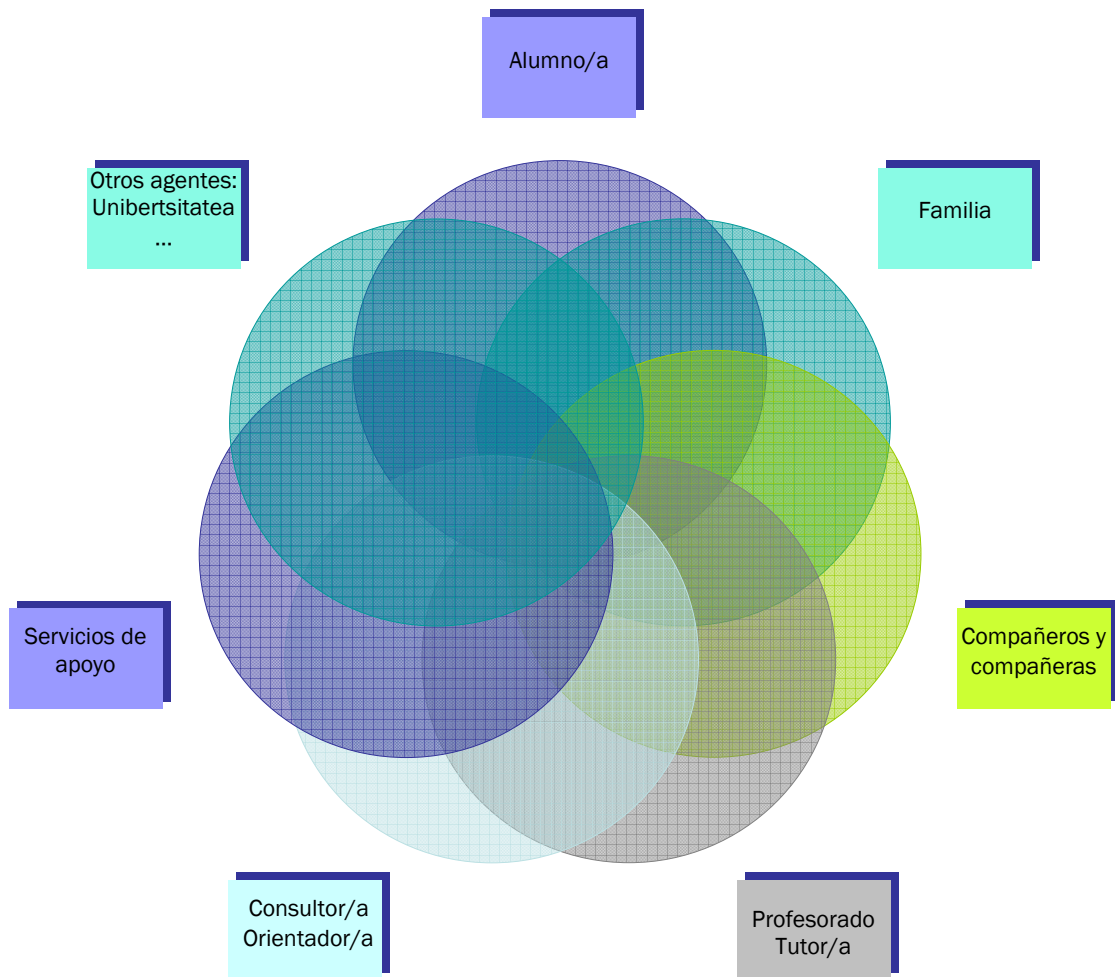 Alumno/a
Otros agentes:
Unibertsitatea
...
Familia
Servicios de
apoyo
Compañeros y
compañeras
Consultor/a
Orientador/a
Profesorado
Tutor/a